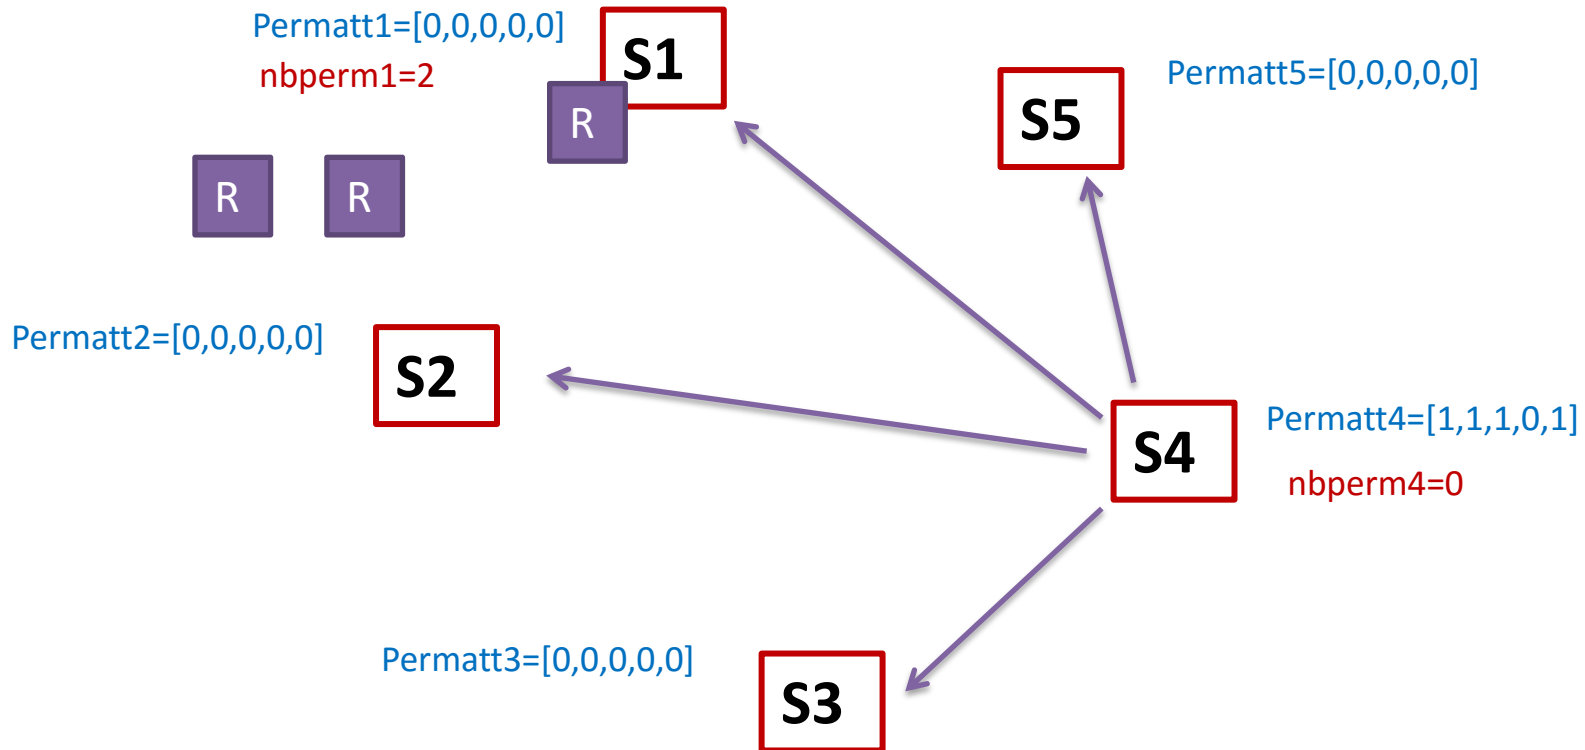 Permatt1=[0,0,0,0,0]
S1
nbperm1=2
Permatt5=[0,0,0,0,0]
S5
R
R
R
Permatt2=[0,0,0,0,0]
S2
Permatt4=[1,1,1,0,1]
S4
nbperm4=0
Permatt3=[0,0,0,0,0]
S3